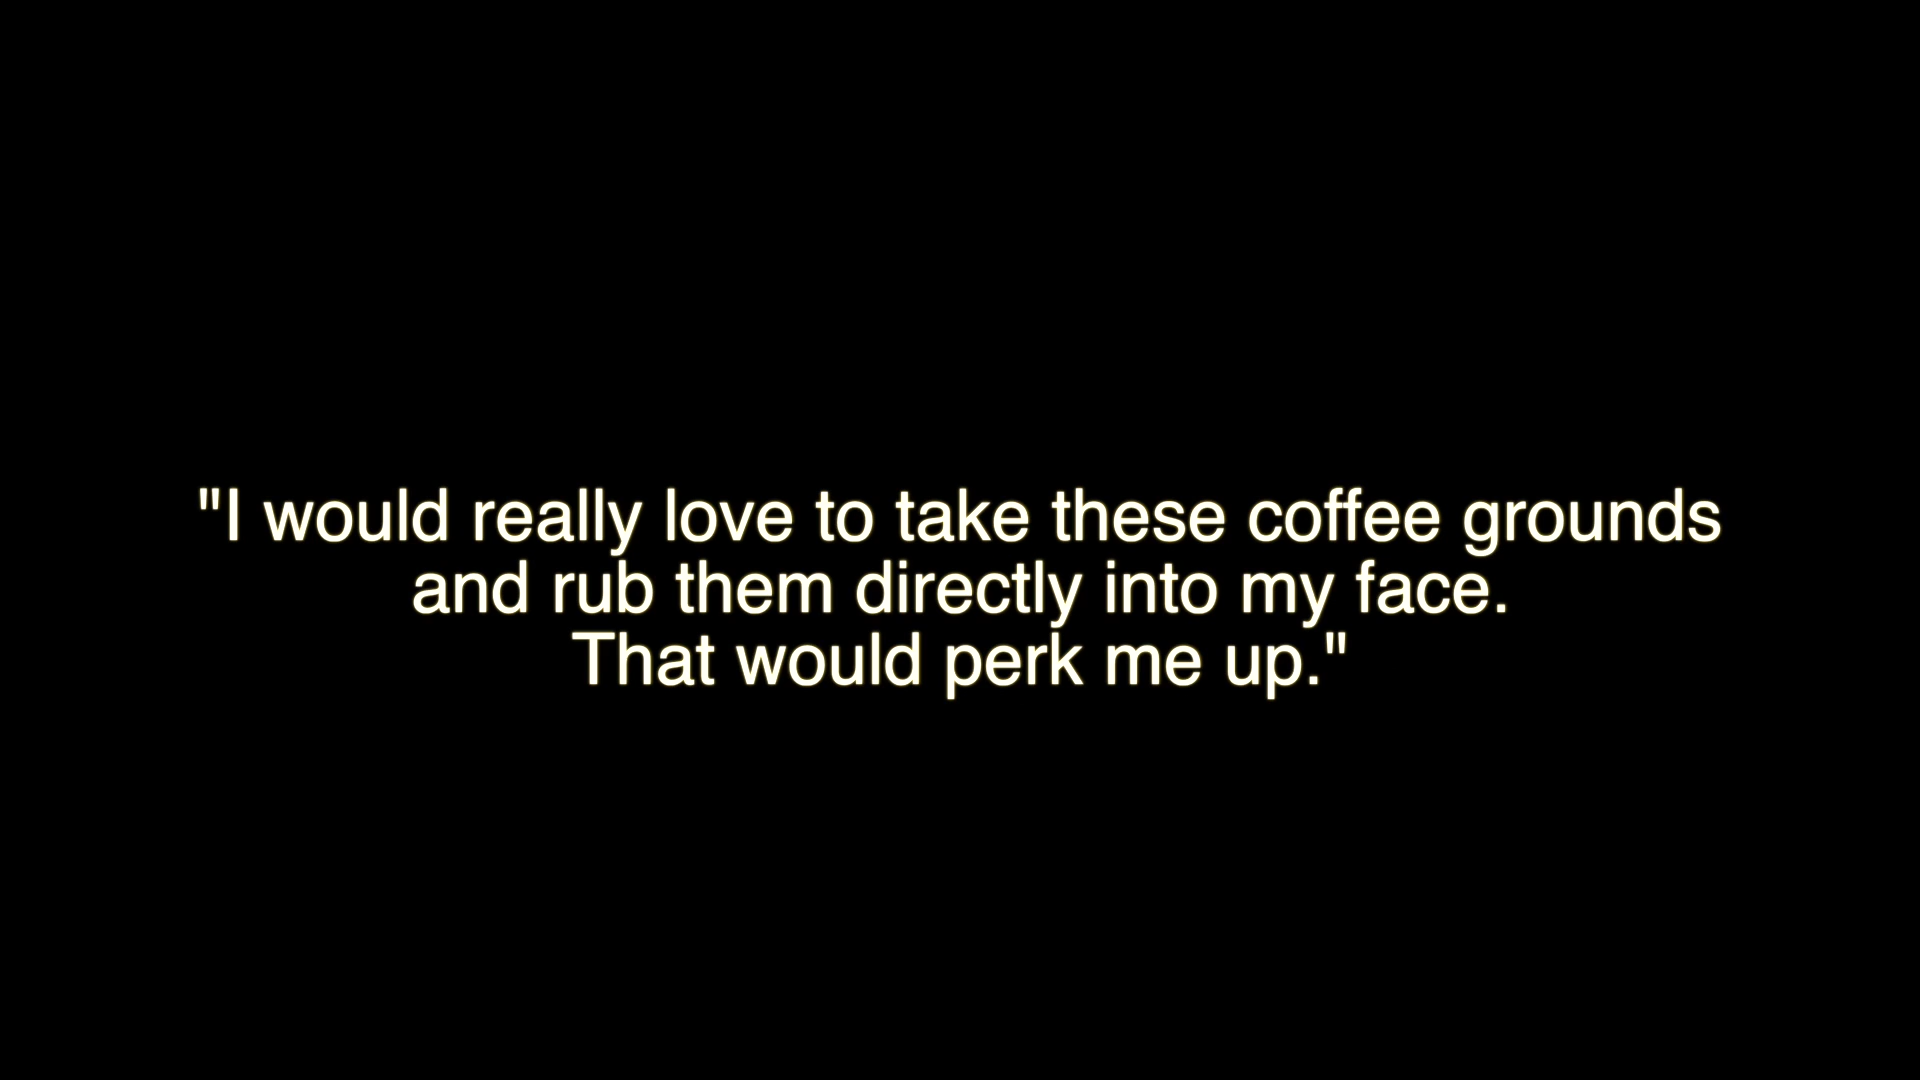 "I would really love to take these coffee grounds
and rub them directly into my face.
That would perk me up."